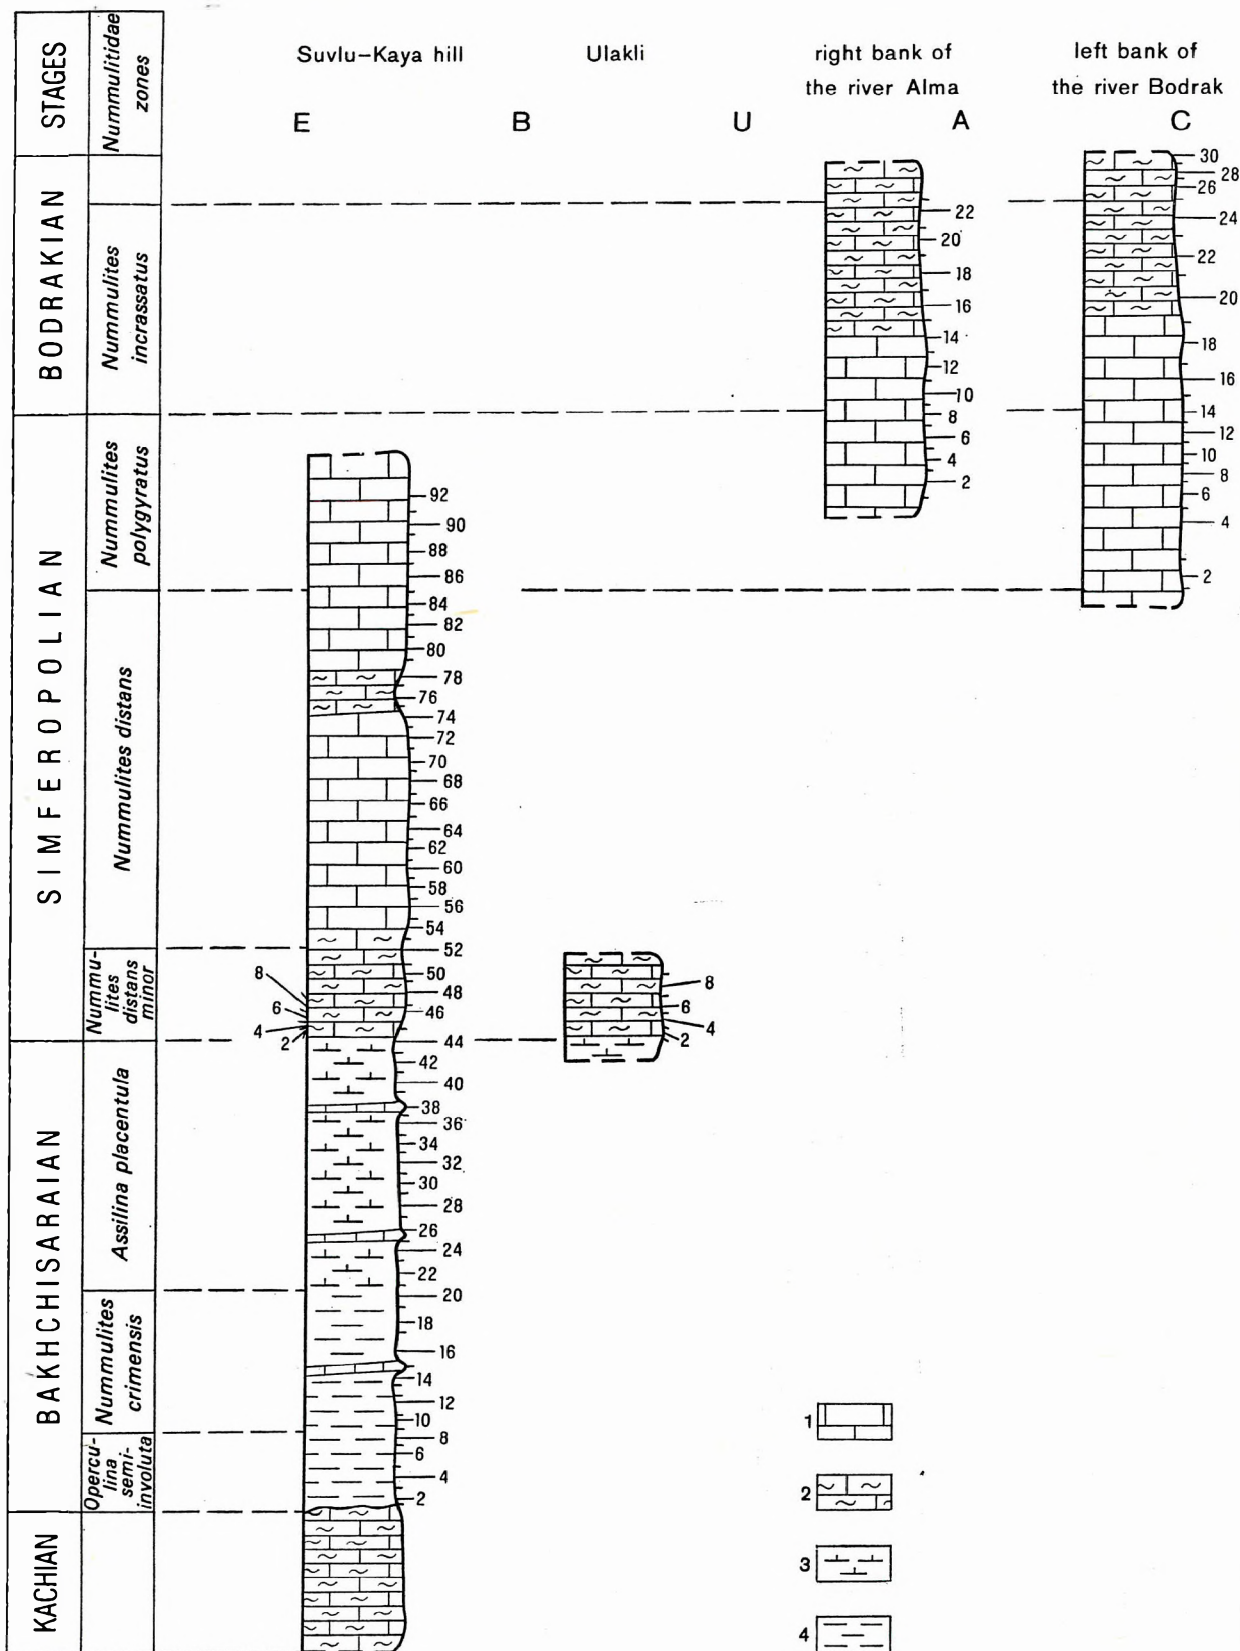 STAGES
Nummulitidae
zones
Suvlu-Kaya hill
Ulakli
right bank of
the river Alma
left bank of
the river Bodrak
E
B
U
A
C
BODRAKIAN
Nummulites
incrassatus
SIMFEROPOLIAN
Nummulites
polygyratus
Nummulites distans
Nummu-
lites
distans
minor
BAKHCHISARAIAN
Assilina placentula
Nummulites
crimensis
Opercu-
lina
semi-
involuta
KACHIAN
92
90
88
86
84
82
80
78
76
74
72
70
68
66
64
62
60
58
56
54
52
50
48
46
44
42
40
38
36
34
32
30
28
26
24
22
20
18
16
14
12
10
8
6
4
2
8
6
4
2
8
6
4
2
22
20
18
16
14
12
10
8
6
4
2
30
28
26
24
22
20
18
16
14
12
10
8
6
4
2
1
2
3
4